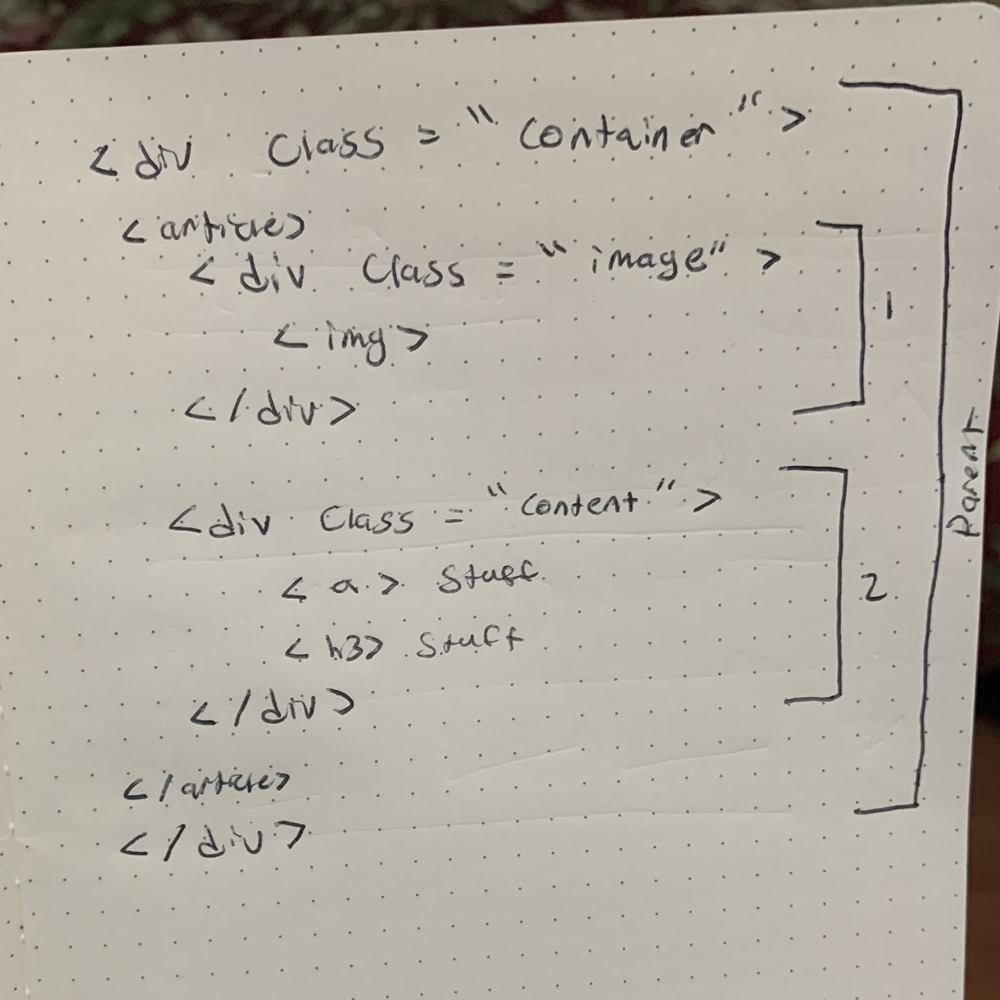 <div class = "container">
<article>
<div class = "image">
<img>
</div>
1
<div class = "content">
<a> stuff
<h3> stuff
</div>
2
</article>
</div>
Parent